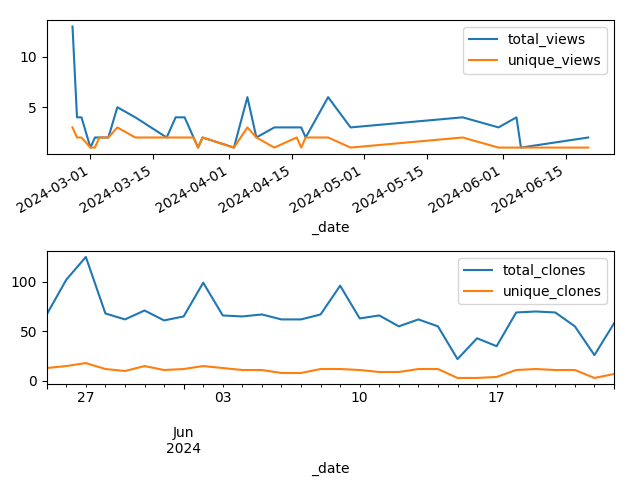 total_views
unique_views
10
5
2024-03-01 2024-03-15 2024-04-01 2024-04-15 2024-05-01 2024-05-15 2024-06-01 2024-06-15
_date
total_clones
unique_clones
100
50
0
27 03 10 17
Jun
2024
_date